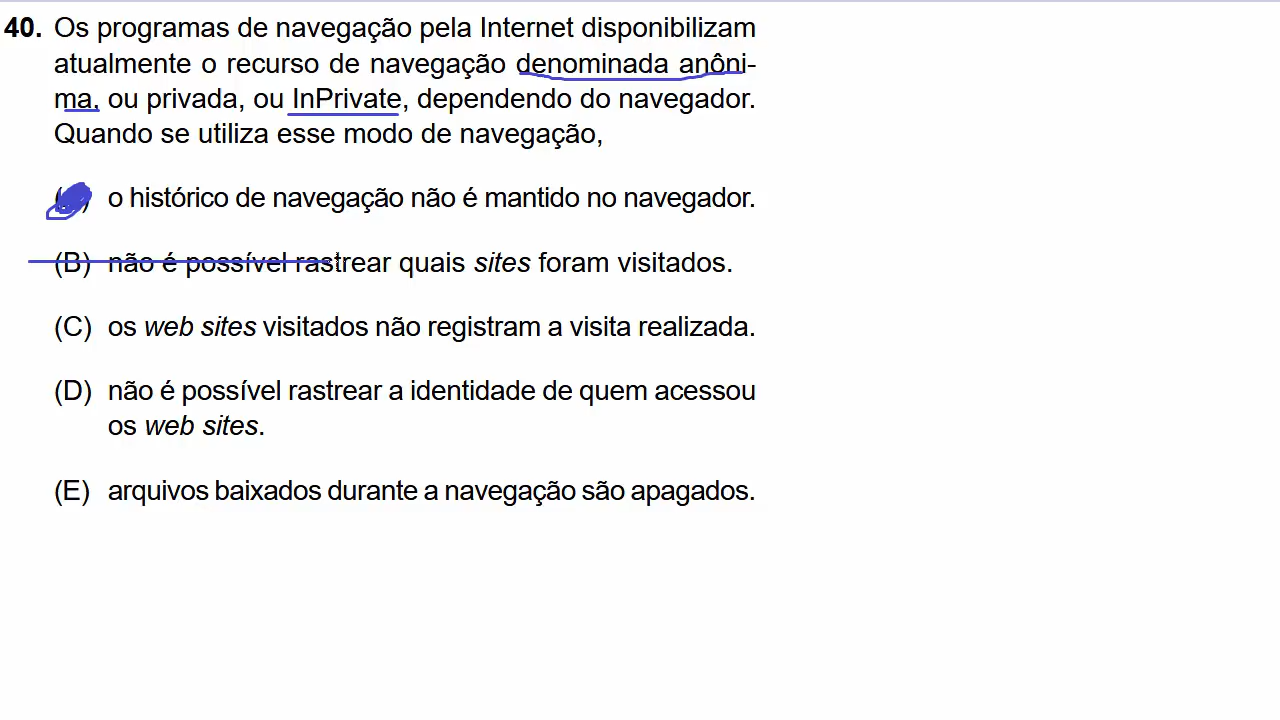 40. Os programas de navegação pela Internet disponibilizam
atualmente o recurso de navegação denominada anôni-
ma, ou privada, ou InPrivate, dependendo do navegador.
Quando se utiliza esse modo de navegação,
o histórico de navegação não é mantido no navegador.
(B) não é possível rastrear quais sites foram visitados.
(C) os web sites visitados não registram a visita realizada.
(D) não é possível rastrear a identidade de quem acessou
os web sites.
(E) arquivos baixados durante a navegação são apagados.